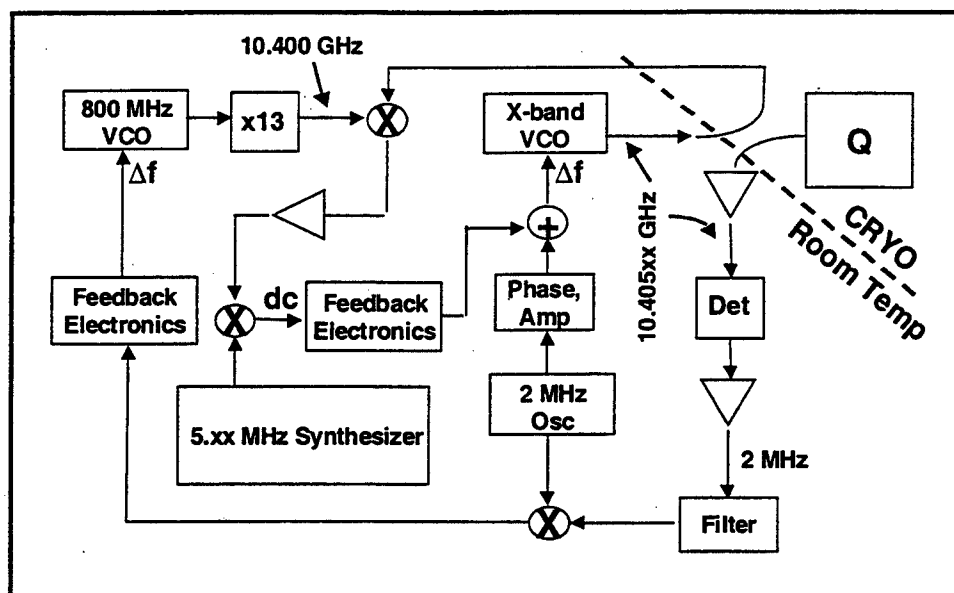 10.400 GHz
800 MHz
VCO
x13
X
X-band
VCO
Q
Δf
Δf
+
CRYO
Room Temp
10.405xx GHz
Feedback
Electronics
X
dc
Feedback
Electronics
Phase,
Amp
Det
5.xx MHz Synthesizer
2 MHz
Osc
2 MHz
X
Filter